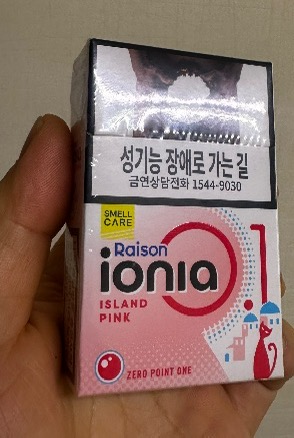 성기능 장애로 가는 길
금연상담전화 1544-9030
SMELL
CARE
Raison
ionia
ISLAND
PINK
ZERO POINT ONE